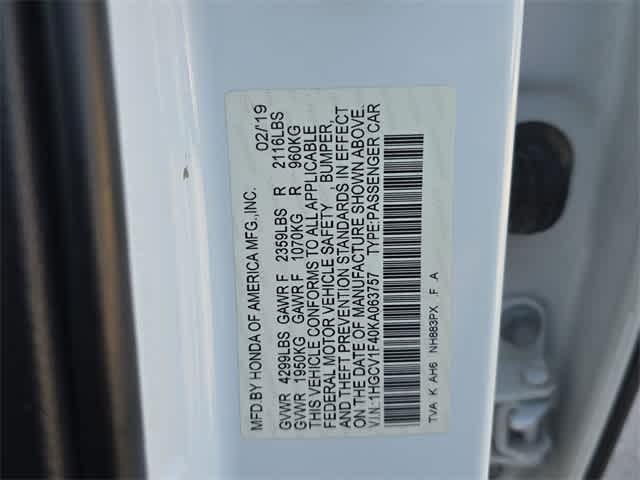 MFD.BY HONDA OF AMERICA MFG.,INC. 02/19
GVWR 4299LBS GAWR F 2359LBS R 2116LBS
GVWR 1950KG GAWR F 1070KG R 960KG
THIS VEHICLE CONFORMS TO ALL APPLICABLE
FEDERAL MOTOR VEHICLE SAFETY , BUMPER,
AND THEFT PREVENTION STANDARDS IN EFFECT
ON THE DATE OF MANUFACTURE SHOWN ABOVE.
V.I.N.:1HGCV1F40KA063757 TYPE:PASSENGER CAR
TVA K AH6 NH883PX .F .A